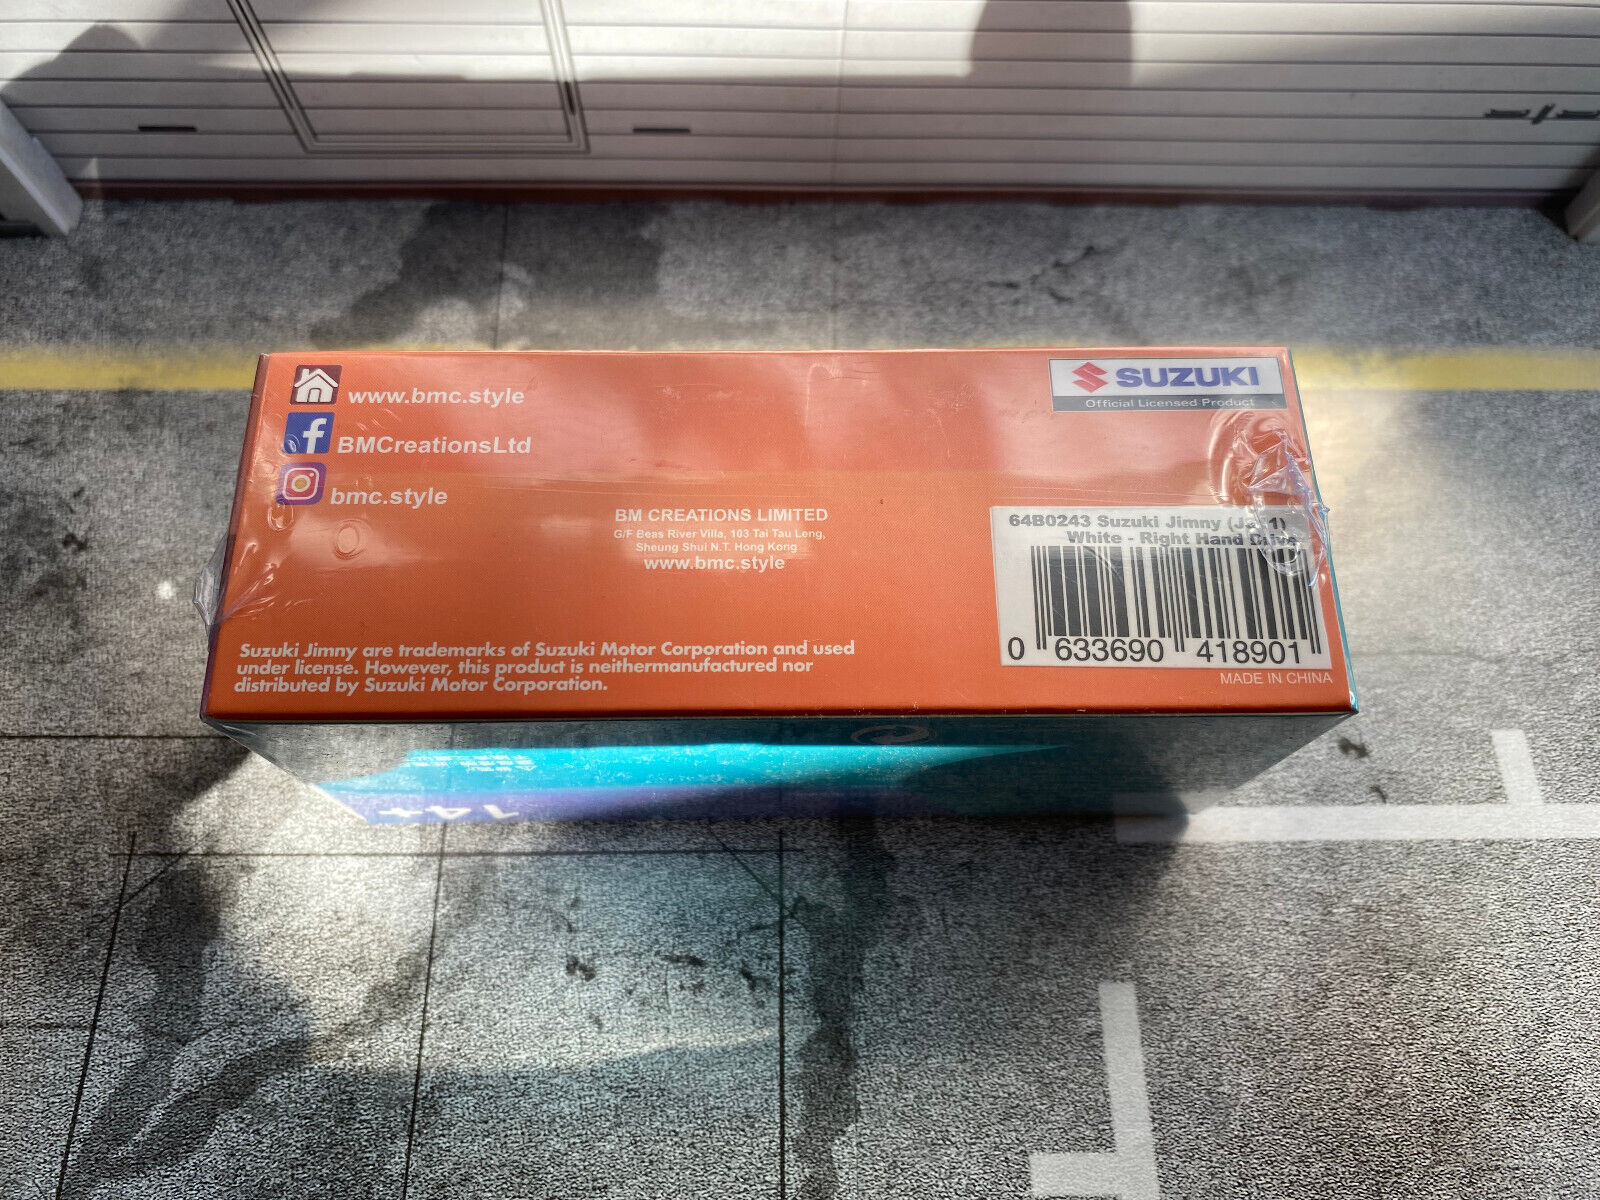 www.bmc.style
BMCreationsLtd
bmc.style
SUZUKI
Official Licensed Product
BM CREATIONS LIMITED
G/F Beas River Villa, 103 Tai Tau Leng,
Sheung Shui N.T. Hong Kong
www.bmc.style
64B0243 Suzuki Jimny
White - Right Hand Drive
0 633690 418901
MADE IN CHINA
Suzuki Jimny are trademarks of Suzuki Motor Corporation and used
under license. However, this product is neithermanufactured nor
distributed by Suzuki Motor Corporation.
14+